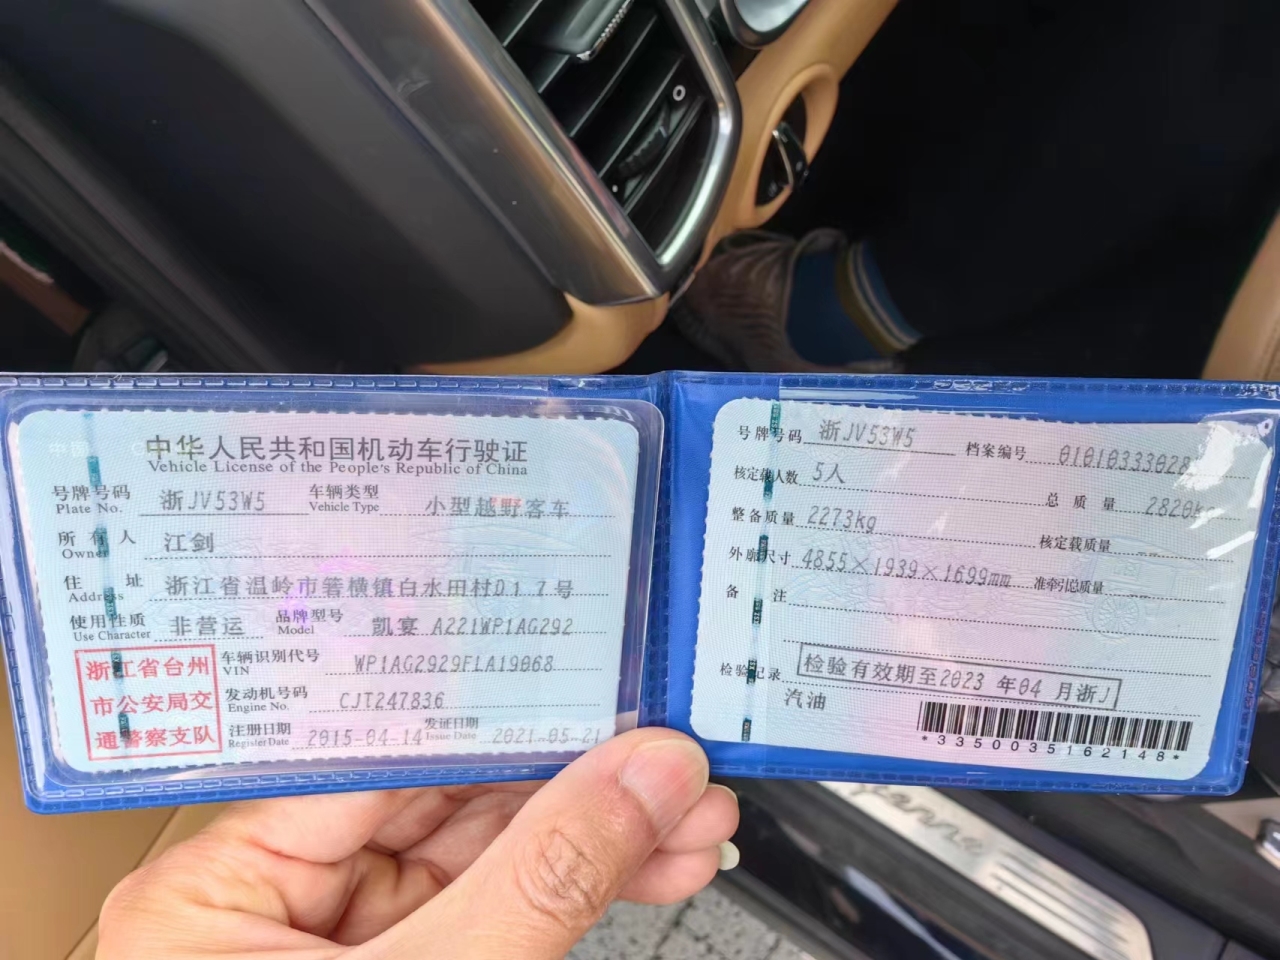 中华人民共和国机动车行驶证
Vehicle License of the People's Republic of China
号牌号码 浙JV53W5 车辆类型 小型越野客车
Plate No. Vehicle Type
所有人 江剑
Owner
住址 浙江省温岭市箬横镇白水田村D17号
Address
使用性质 非营运 品牌型号 凯宴 A221WP1AG292
Use Character Model
浙江省台州
市公安局交
通警察支队
车辆识别代号 WP1AG2929FLA19068
VIN
发动机号码 CJT247836
Engine No.
注册日期 2015-04-14 发证日期 2021-05-21
Register Date Issue Date
号牌号码 浙JV53W5 档案编号 01010333028
核定载人数 5人 总质量 2820k
整备质量 2273kg 核定载质量
外廓尺寸 4855×1939×1699mm 准牵引总质量
备注
检验记录 检验有效期至2023年04月浙J
汽油
*3350035162148*